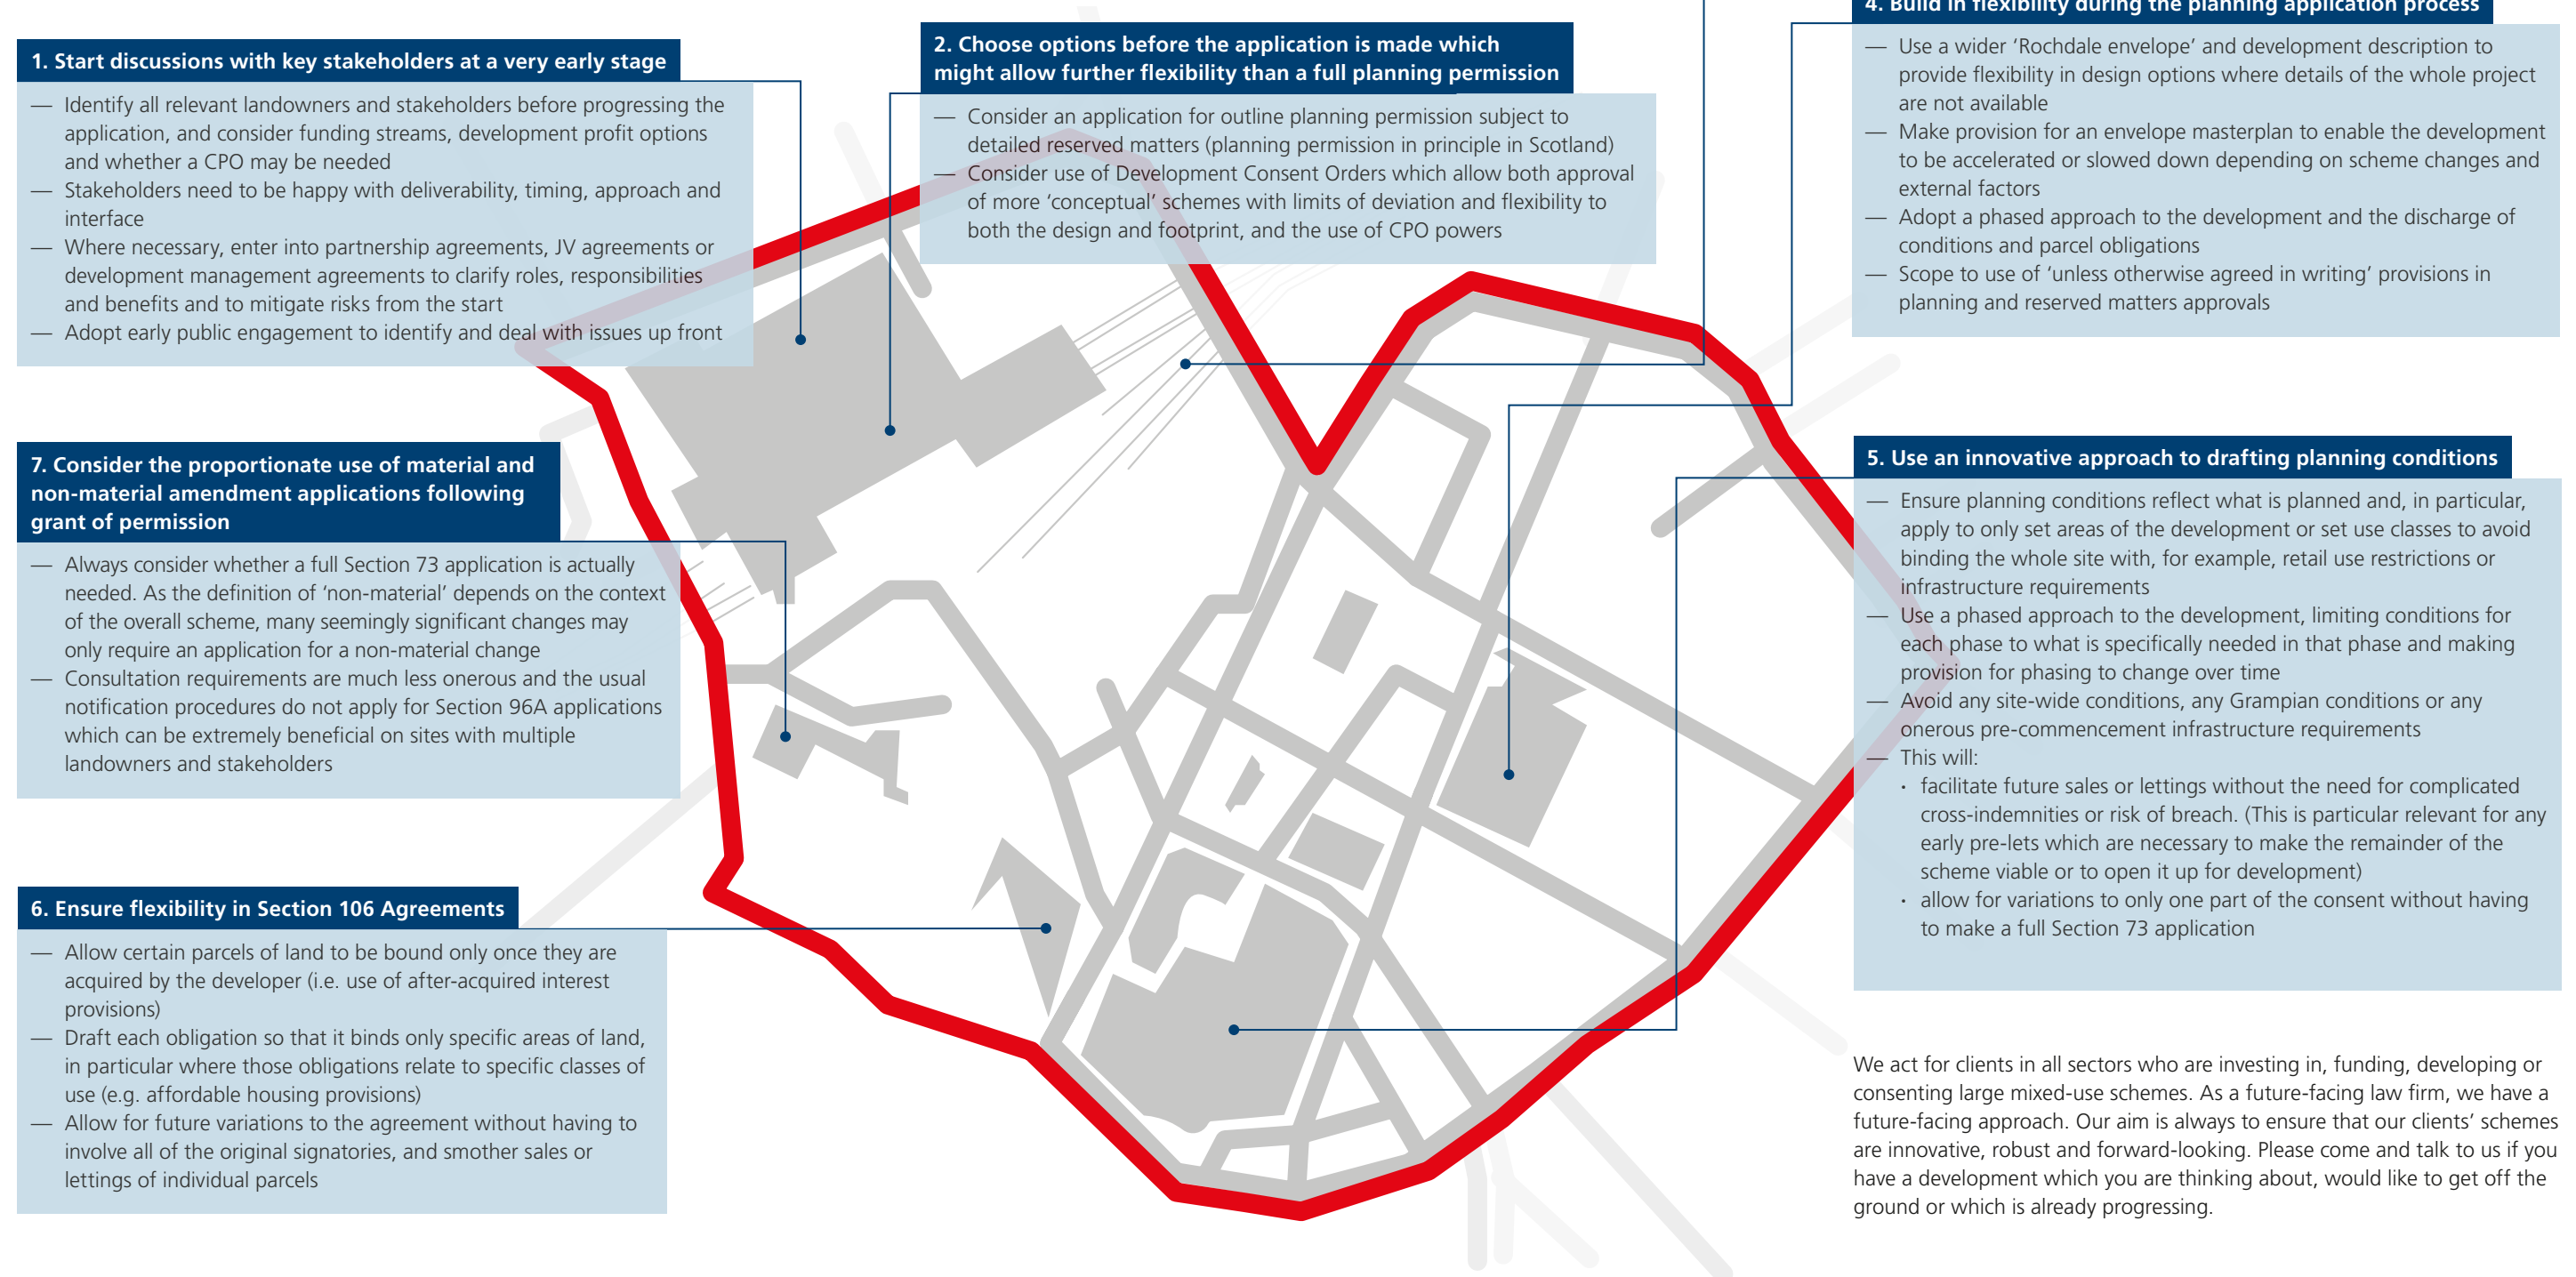 1. Start discussions with key stakeholders at a very early stage
— Identify all relevant landowners and stakeholders before progressing the
application, and consider funding streams, development profit options
and whether a CPO may be needed
— Stakeholders need to be happy with deliverability, timing, approach and
interface
— Where necessary, enter into partnership agreements, JV agreements or
development management agreements to clarify roles, responsibilities
and benefits and to mitigate risks from the start
— Adopt early public engagement to identify and deal with issues up front
2. Choose options before the application is made which
might allow further flexibility than a full planning permission
— Consider an application for outline planning permission subject to
detailed reserved matters (planning permission in principle in Scotland)
— Consider use of Development Consent Orders which allow both approval
of more ‘conceptual’ schemes with limits of deviation and flexibility to
both the design and footprint, and the use of CPO powers
4. Build in flexibility during the planning application process
— Use a wider ‘Rochdale envelope’ and development description to
provide flexibility in design options where details of the whole project
are not available
— Make provision for an envelope masterplan to enable the development
to be accelerated or slowed down depending on scheme changes and
external factors
— Adopt a phased approach to the development and the discharge of
conditions and parcel obligations
— Scope to use of ‘unless otherwise agreed in writing’ provisions in
planning and reserved matters approvals
5. Use an innovative approach to drafting planning conditions
— Ensure planning conditions reflect what is planned and, in particular,
apply to only set areas of the development or set use classes to avoid
binding the whole site with, for example, retail use restrictions or
infrastructure requirements
— Use a phased approach to the development, limiting conditions for
each phase to what is specifically needed in that phase and making
provision for phasing to change over time
— Avoid any site-wide conditions, any Grampian conditions or any
onerous pre-commencement infrastructure requirements
— This will:
· facilitate future sales or lettings without the need for complicated
cross-indemnities or risk of breach. (This is particular relevant for any
early pre-lets which are necessary to make the remainder of the
scheme viable or to open it up for development)
· allow for variations to only one part of the consent without having
to make a full Section 73 application
7. Consider the proportionate use of material and
non-material amendment applications following
grant of permission
— Always consider whether a full Section 73 application is actually
needed. As the definition of ‘non-material’ depends on the context
of the overall scheme, many seemingly significant changes may
only require an application for a non-material change
— Consultation requirements are much less onerous and the usual
notification procedures do not apply for Section 96A applications
which can be extremely beneficial on sites with multiple
landowners and stakeholders
6. Ensure flexibility in Section 106 Agreements
— Allow certain parcels of land to be bound only once they are
acquired by the developer (i.e. use of after-acquired interest
provisions)
— Draft each obligation so that it binds only specific areas of land,
in particular where those obligations relate to specific classes of
use (e.g. affordable housing provisions)
— Allow for future variations to the agreement without having to
involve all of the original signatories, and smother sales or
lettings of individual parcels
We act for clients in all sectors who are investing in, funding, developing or
consenting large mixed-use schemes. As a future-facing law firm, we have a
future-facing approach. Our aim is always to ensure that our clients’ schemes
are innovative, robust and forward-looking. Please come and talk to us if you
have a development which you are thinking about, would like to get off the
ground or which is already progressing.